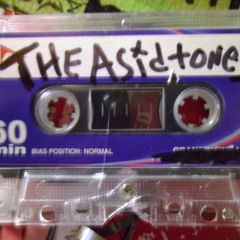 THE ASidtone
60
min
BIAS POSITION: NORMAL